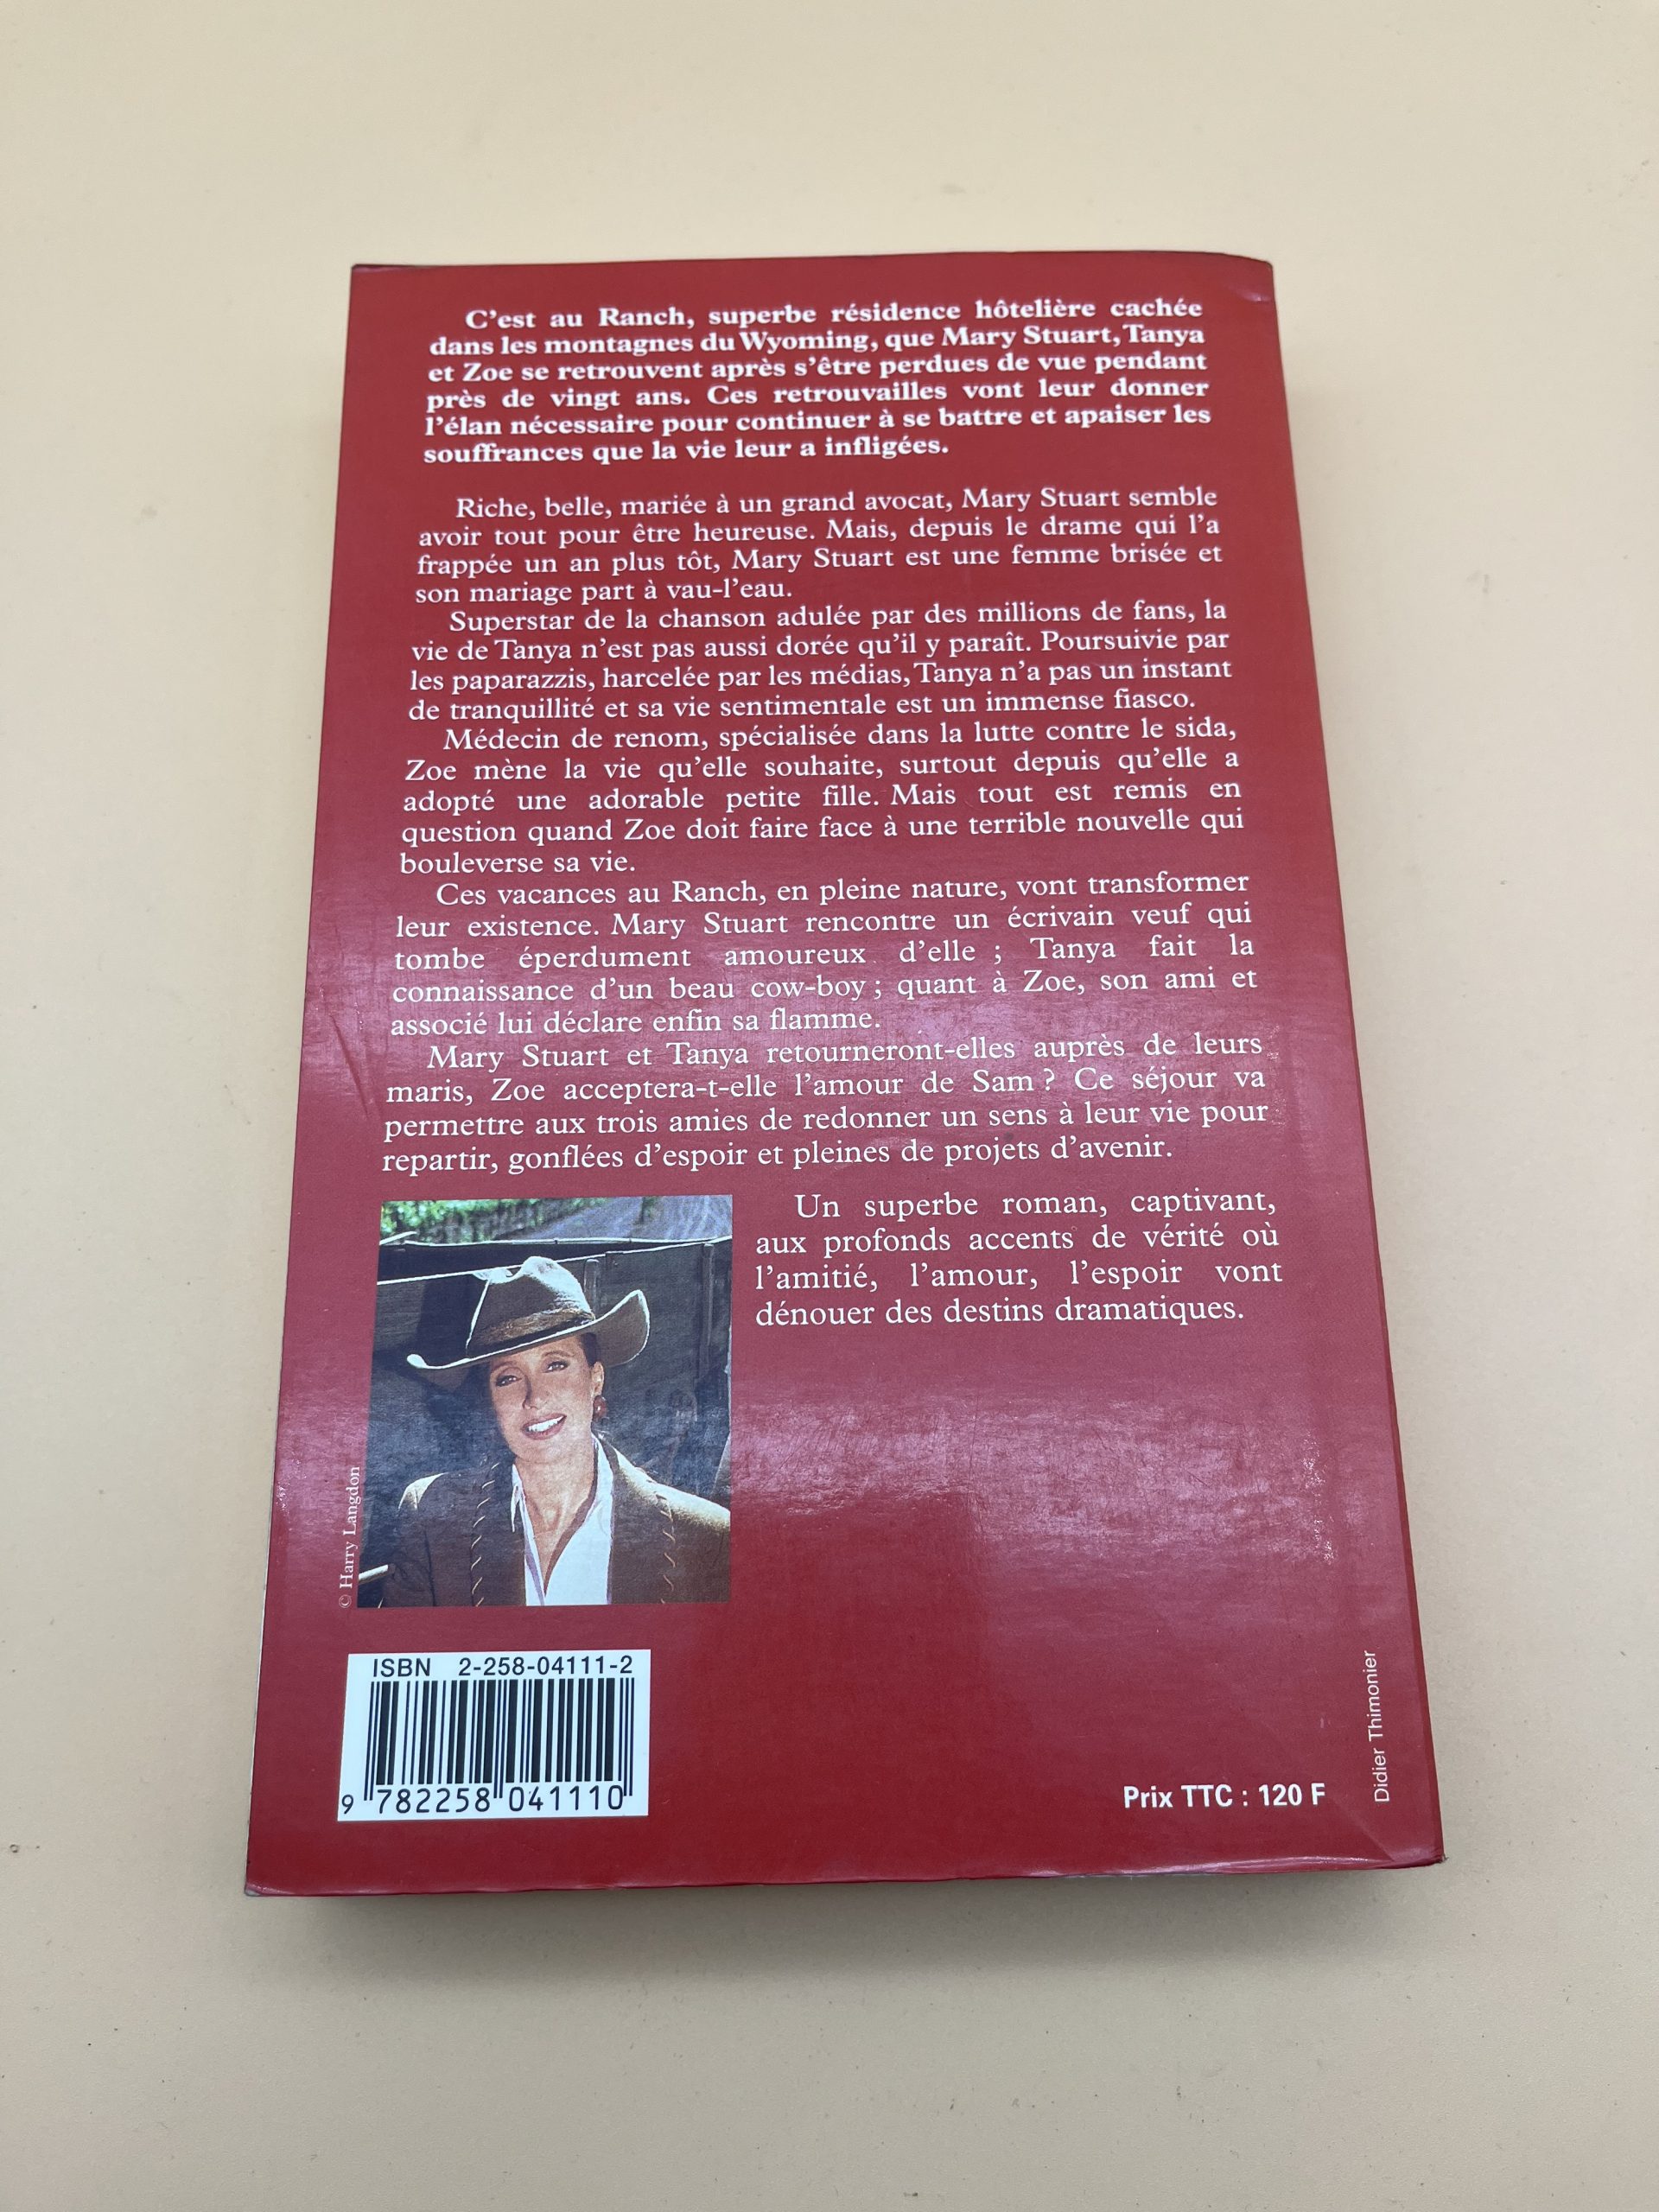 C'est au Ranch, superbe résidence hôtelière cachée
dans les montagnes du Wyoming, que Mary Stuart, Tanya
et Zoe se retrouvent après s'être perdues de vue pendant
près de vingt ans. Ces retrouvailles vont leur donner
l'élan nécessaire pour continuer à se battre et apaiser les
souffrances que la vie leur a infligées.
Riche, belle, mariée à un grand avocat, Mary Stuart semble
avoir tout pour être heureuse. Mais, depuis le drame qui l'a
frappée un an plus tôt, Mary Stuart est une femme brisée et
son mariage part à vau-l'eau.
Superstar de la chanson adulée par des millions de fans, la
vie de Tanya n'est pas aussi dorée qu'il y paraît. Poursuivie par
les paparazzis, harcelée par les médias, Tanya n'a pas un instant
de tranquillité et sa vie sentimentale est un immense fiasco.
Médecin de renom, spécialisée dans la lutte contre le sida,
Zoe mène la vie qu'elle souhaite, surtout depuis qu'elle a
adopté une adorable petite fille. Mais tout est remis en
question quand Zoe doit faire face à une terrible nouvelle qui
bouleverse sa vie.
Ces vacances au Ranch, en pleine nature, vont transformer
leur existence. Mary Stuart rencontre un écrivain veuf qui
tombe éperdument amoureux d'elle ; Tanya fait la
connaissance d'un beau cow-boy ; quant à Zoe, son ami et
associé lui déclare enfin sa flamme.
Mary Stuart et Tanya retourneront-elles auprès de leurs
maris, Zoe acceptera-t-elle l'amour de Sam ? Ce séjour va
permettre aux trois amies de redonner un sens à leur vie pour
repartir, gonflées d'espoir et pleines de projets d'avenir.
Un superbe roman, captivant,
aux profonds accents de vérité où
l'amitié, l'amour, l'espoir vont
dénouer des destins dramatiques.
© Harry Langdon
ISBN 2-258-04111-2
9 782258 041110
Prix TTC : 120 F
Didier Thimonier